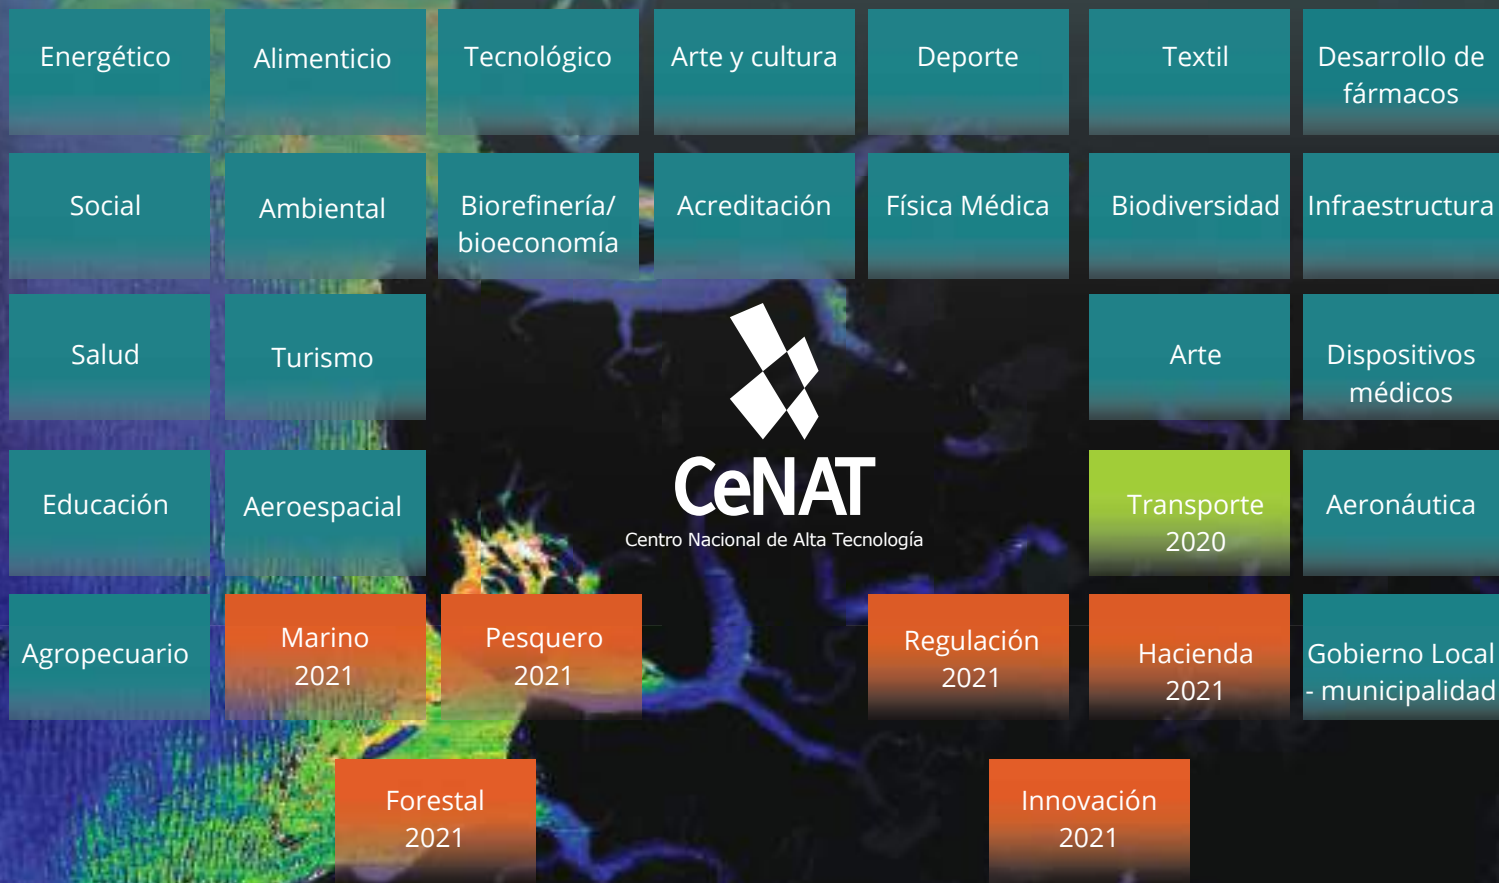 Energético
Alimenticio
Tecnológico
Arte y cultura
Deporte
Textil
Desarrollo de
fármacos
Social
Ambiental
Biorefinería/
bioeconomía
Acreditación
Física Médica
Biodiversidad
Infraestructura
Salud
Turismo
Arte
Dispositivos
médicos
CeNAT
Centro Nacional de Alta Tecnología
Educación
Aeroespacial
Transporte
2020
Aeronáutica
Agropecuario
Marino
2021
Pesquero
2021
Regulación
2021
Hacienda
2021
Gobierno Local
- municipalidad
Forestal
2021
Innovación
2021